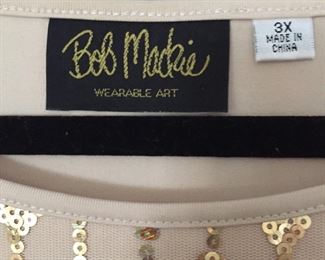 Bob Mackie
WEARABLE ART
3X
MADE IN
CHINA